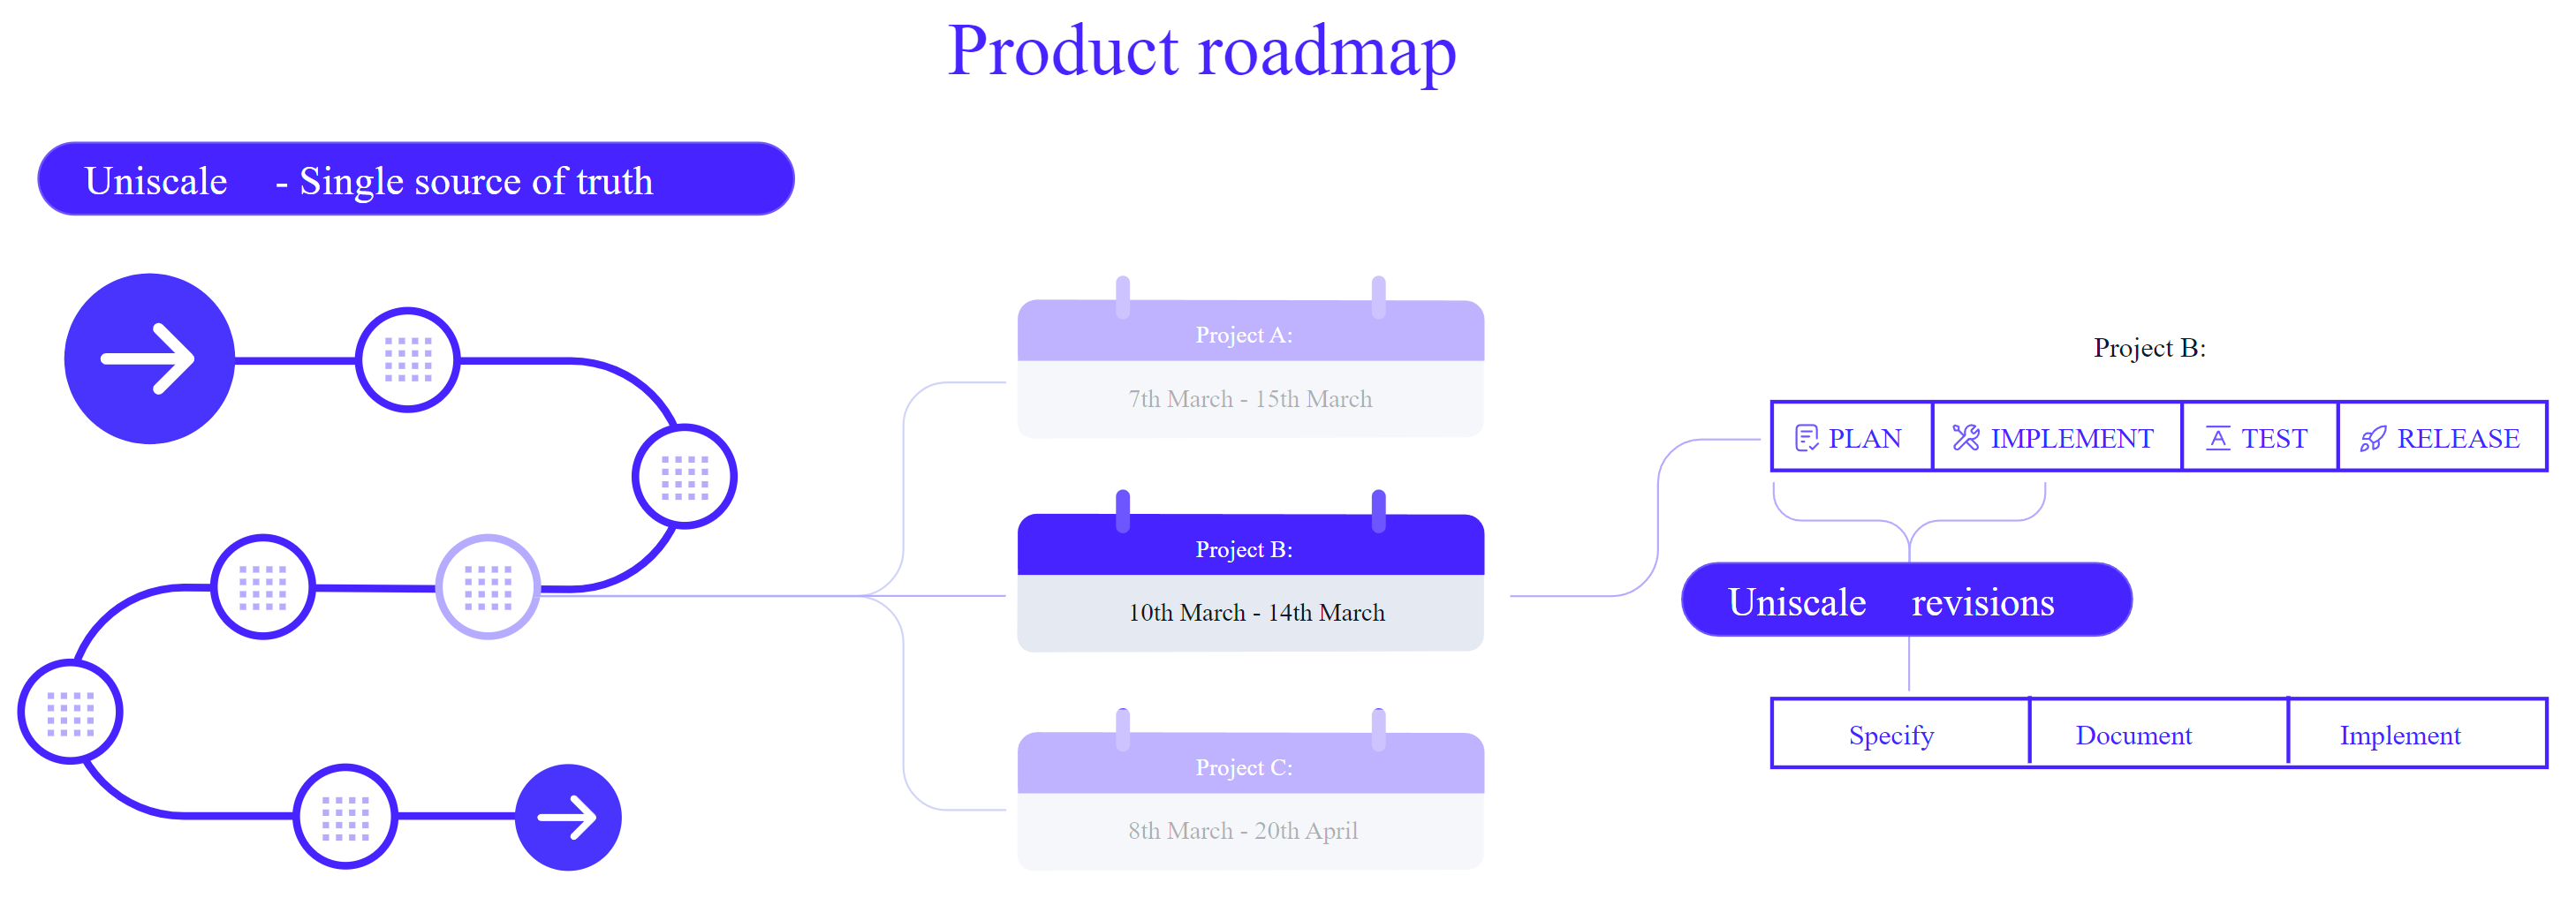 Product roadmap
Uniscale - Single source of truth
Project A:
7th March - 15th March
Project B:
10th March - 14th March
Project C:
8th March - 20th April
Project B:
PLAN IMPLEMENT TEST RELEASE
Uniscale revisions
Specify Document Implement